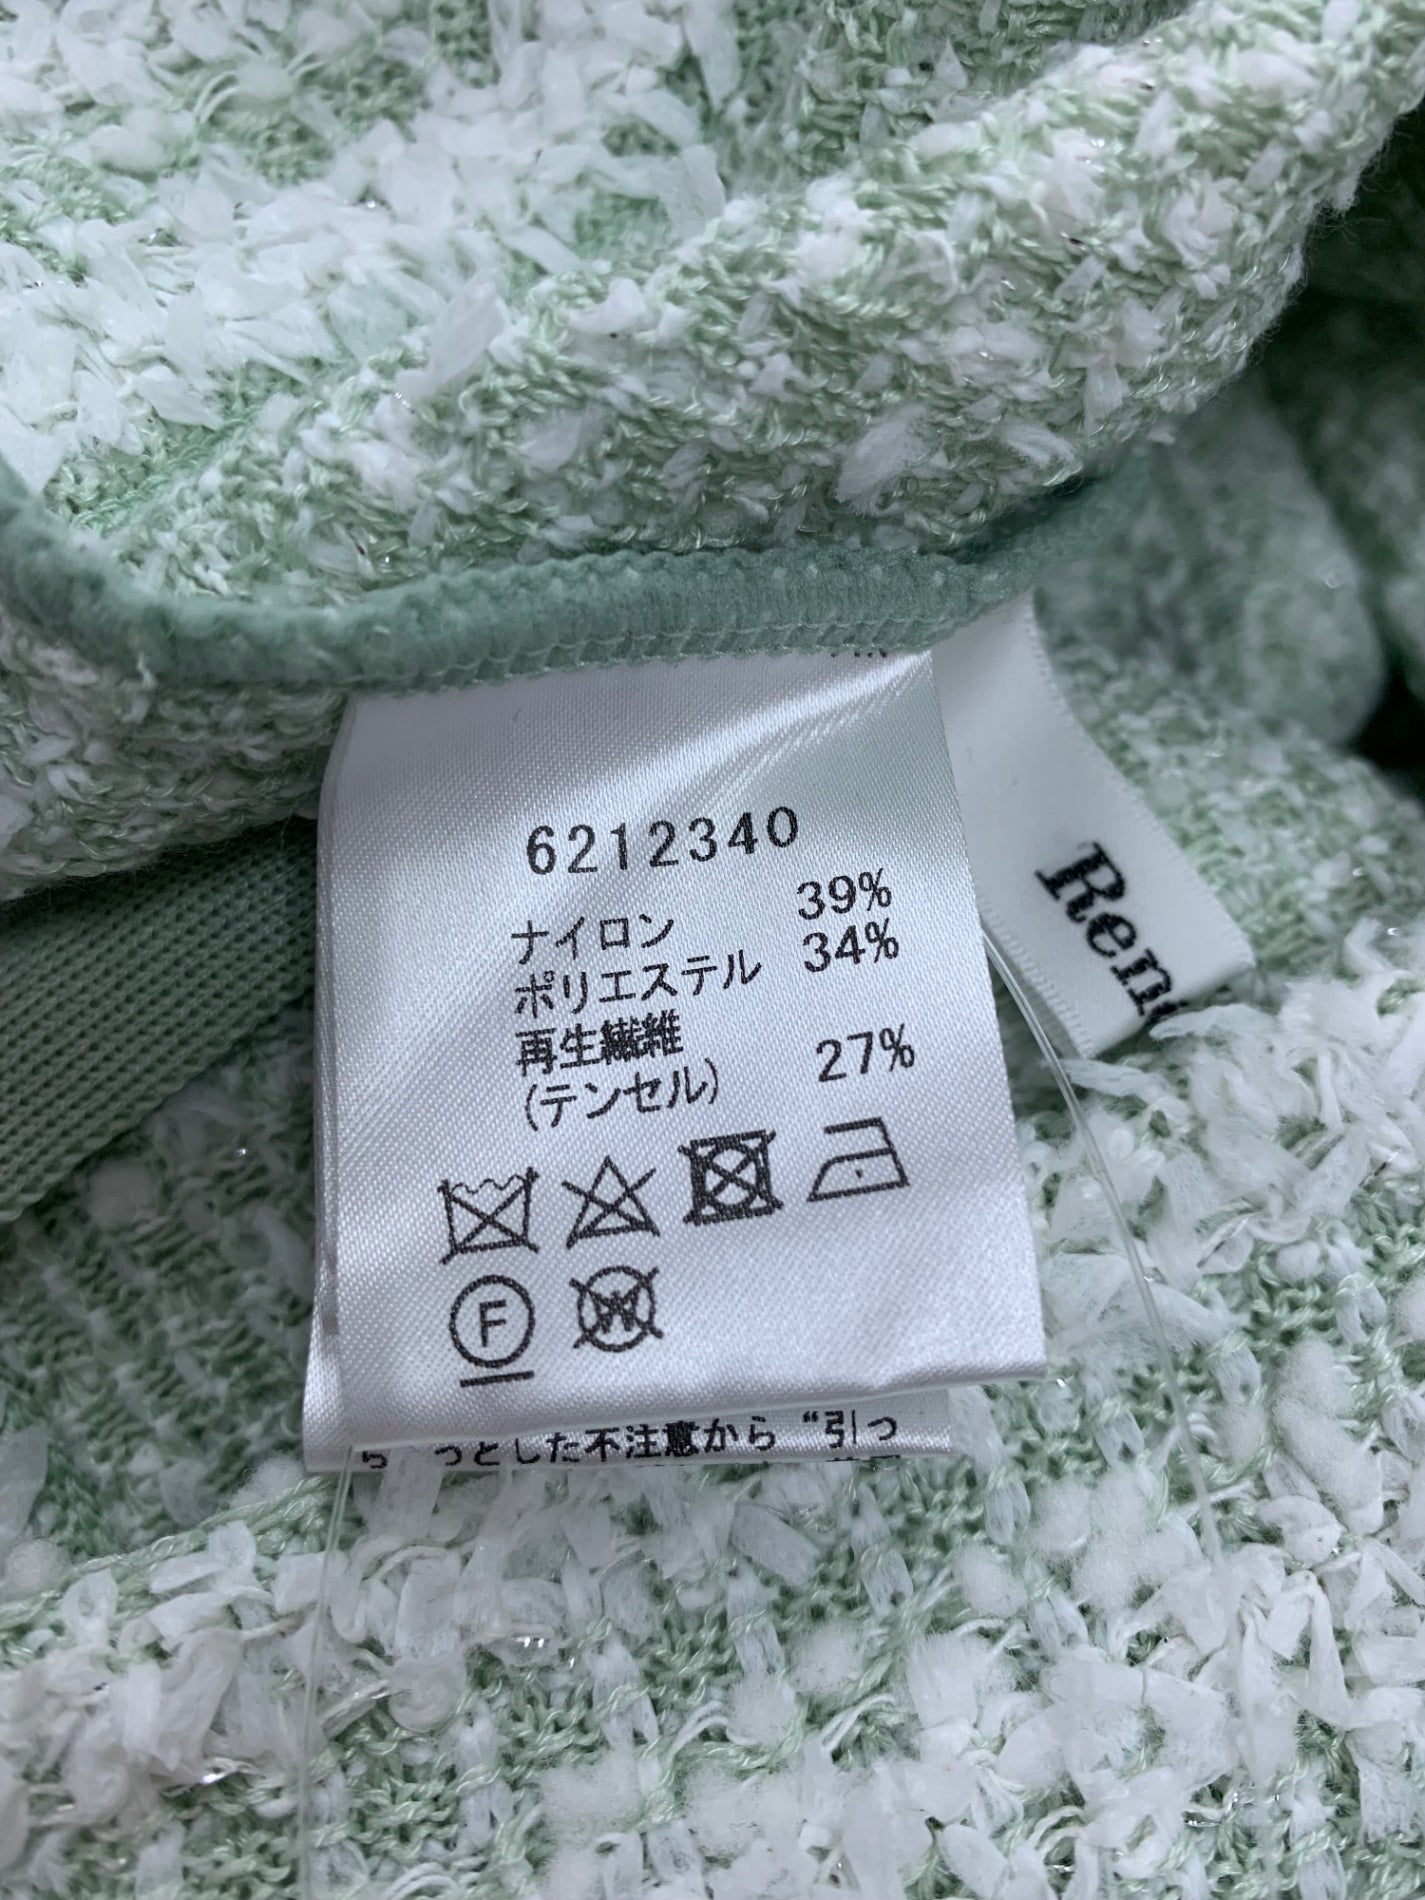 6212340
ナイロン 39%
ポリエステル 34%
再生繊維
(テンセル) 27%
F
W
っとした不注意から “引っ
Ren